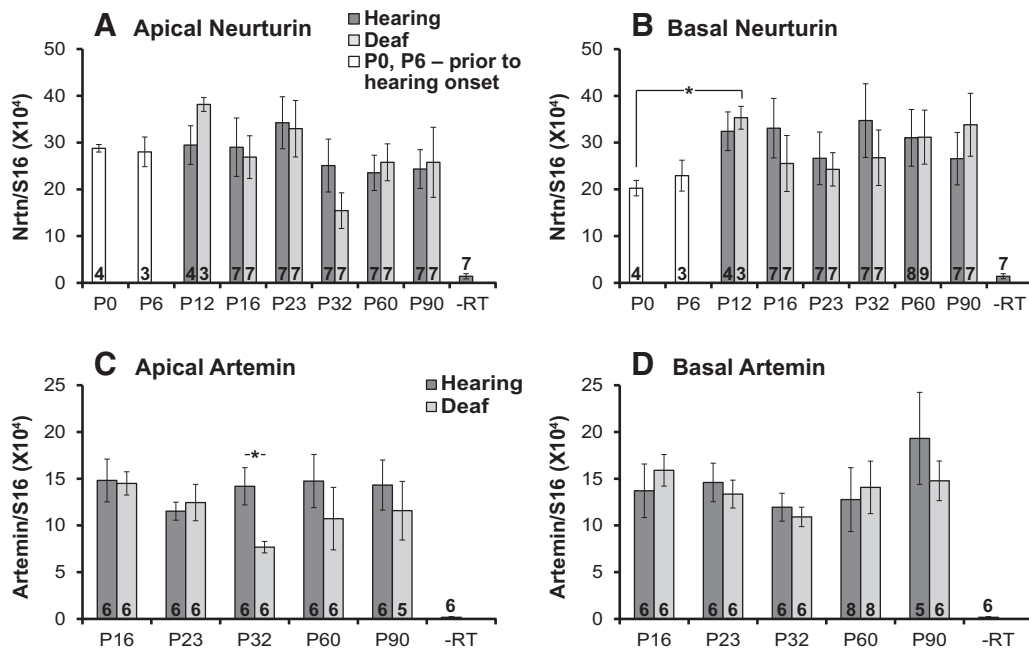 A Apical Neurturin
Hearing
Deaf
P0, P6 – prior to
hearing onset
Nrtn/S16 (X10⁴)
50
40
30
20
10
0
4 3 4 3 7 7 7 7 7 7 7 7 7 7 7
P0 P6 P12 P16 P23 P32 P60 P90 -RT
B Basal Neurturin
Nrtn/S16 (X10⁴)
50
40
30
20
10
0
*
4 3 4 3 7 7 7 7 7 7 8 9 7 7 7
P0 P6 P12 P16 P23 P32 P60 P90 -RT
C Apical Artemin
Hearing
Deaf
Artemin/S16 (X10⁴)
25
20
15
10
5
0
-*-
6 6 6 6 6 6 6 6 6 5 6
P16 P23 P32 P60 P90 -RT
D Basal Artemin
Artemin/S16 (X10⁴)
25
20
15
10
5
0
6 6 6 6 6 6 8 8 5 6 6
P16 P23 P32 P60 P90 -RT